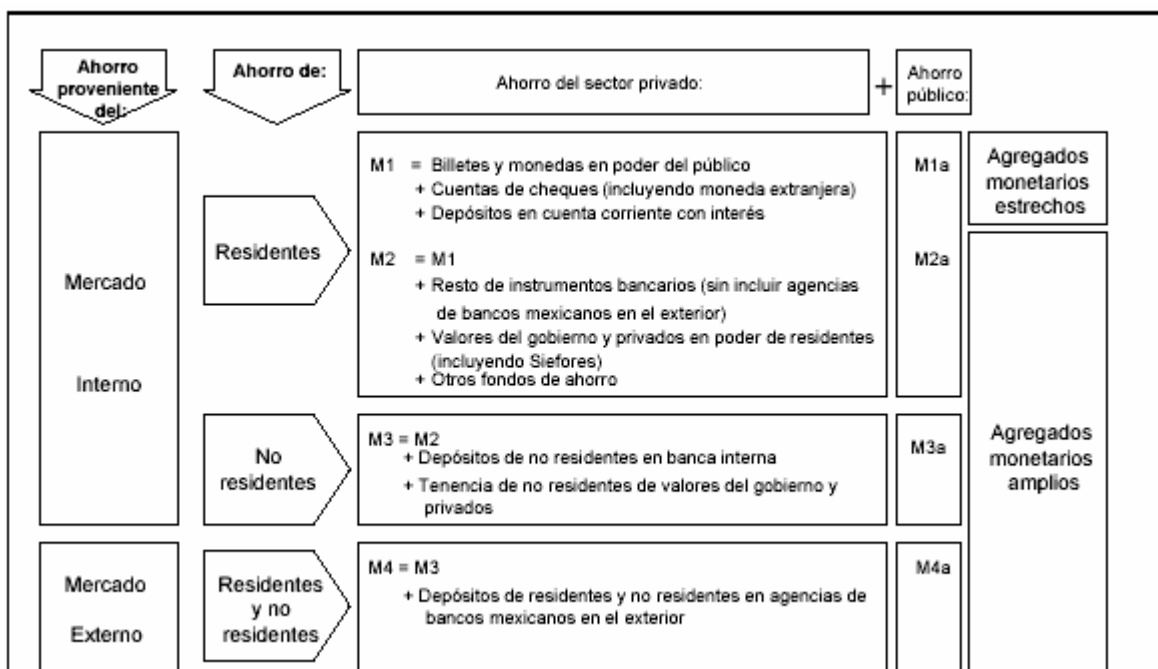 Ahorro
proveniente
del:
Ahorro de:
Ahorro del sector privado:
+
Ahorro
público:
Mercado
Interno
Residentes
M1 = Billetes y monedas en poder del público
+ Cuentas de cheques (incluyendo moneda extranjera)
+ Depósitos en cuenta corriente con interés
M1a
Agregados
monetarios
estrechos
M2 = M1
+ Resto de instrumentos bancarios (sin incluir agencias
de bancos mexicanos en el exterior)
+ Valores del gobierno y privados en poder de residentes
(incluyendo Siefores)
+ Otros fondos de ahorro
M2a
Agregados
monetarios
amplios
No
residentes
M3 = M2
+ Depósitos de no residentes en banca interna
+ Tenencia de no residentes de valores del gobierno y
privados
M3a
Mercado
Externo
Residentes
y no
residentes
M4 = M3
+ Depósitos de residentes y no residentes en agencias de
bancos mexicanos en el exterior
M4a